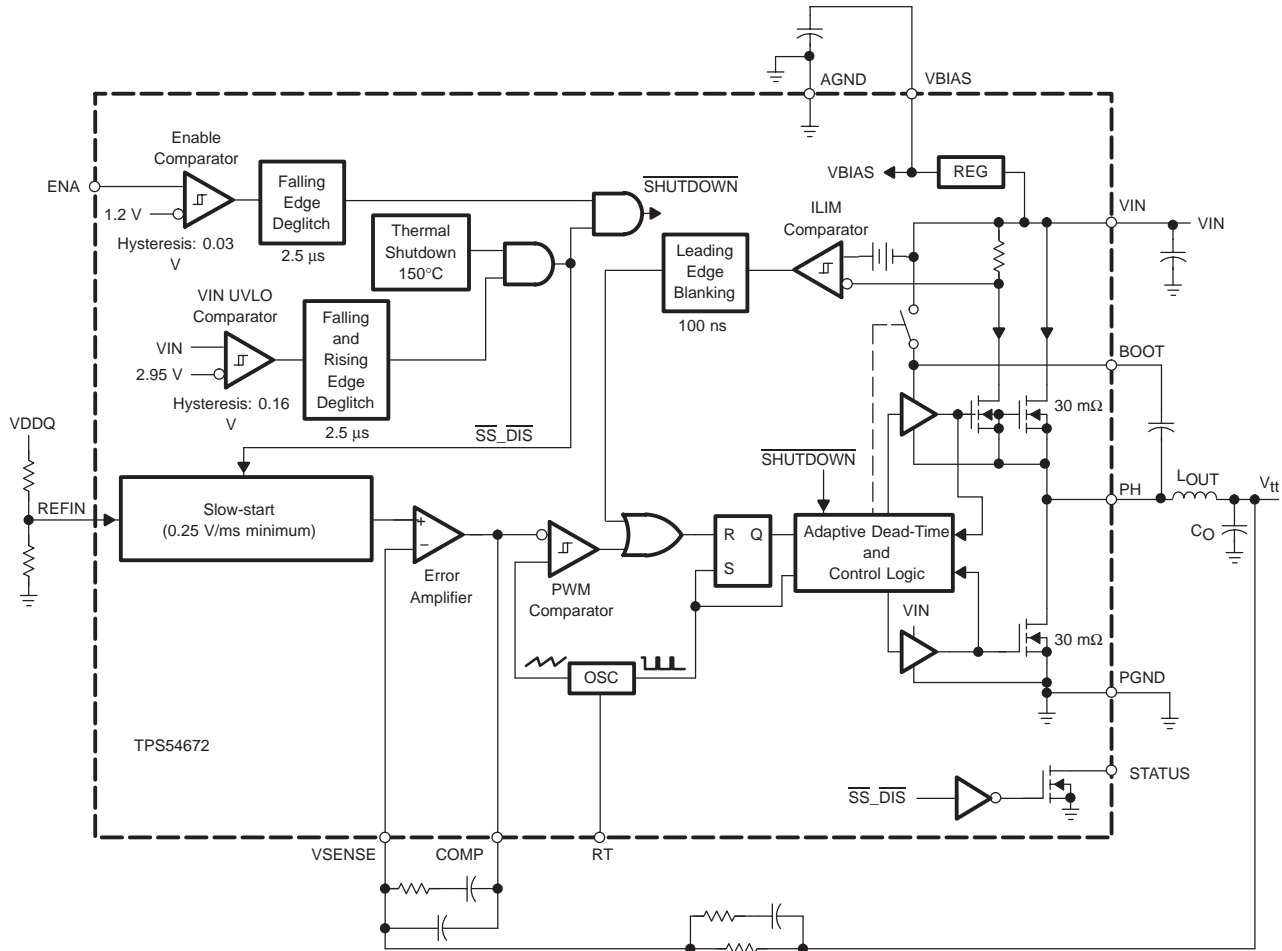 AGND
VBIAS
Enable
Comparator
ENA
1.2 V
Hysteresis: 0.03
V
Falling
Edge
Deglitch
2.5 μs
SHUTDOWN
VBIAS
REG
VIN
VIN
ILIM
Comparator
Thermal
Shutdown
150°C
Leading
Edge
Blanking
100 ns
VIN UVLO
Comparator
VIN
2.95 V
Hysteresis: 0.16
V
Falling
and
Rising
Edge
Deglitch
2.5 μs
BOOT
30 mΩ
VDDQ
SS_DIS
SHUTDOWN
REFIN
Slow-start
(0.25 V/ms minimum)
PH
LOUT
Vtt
CO
+
−
Error
Amplifier
PWM
Comparator
R Q
S
Adaptive Dead-Time
and
Control Logic
VIN
30 mΩ
OSC
PGND
TPS54672
STATUS
SS_DIS
VSENSE
COMP
RT